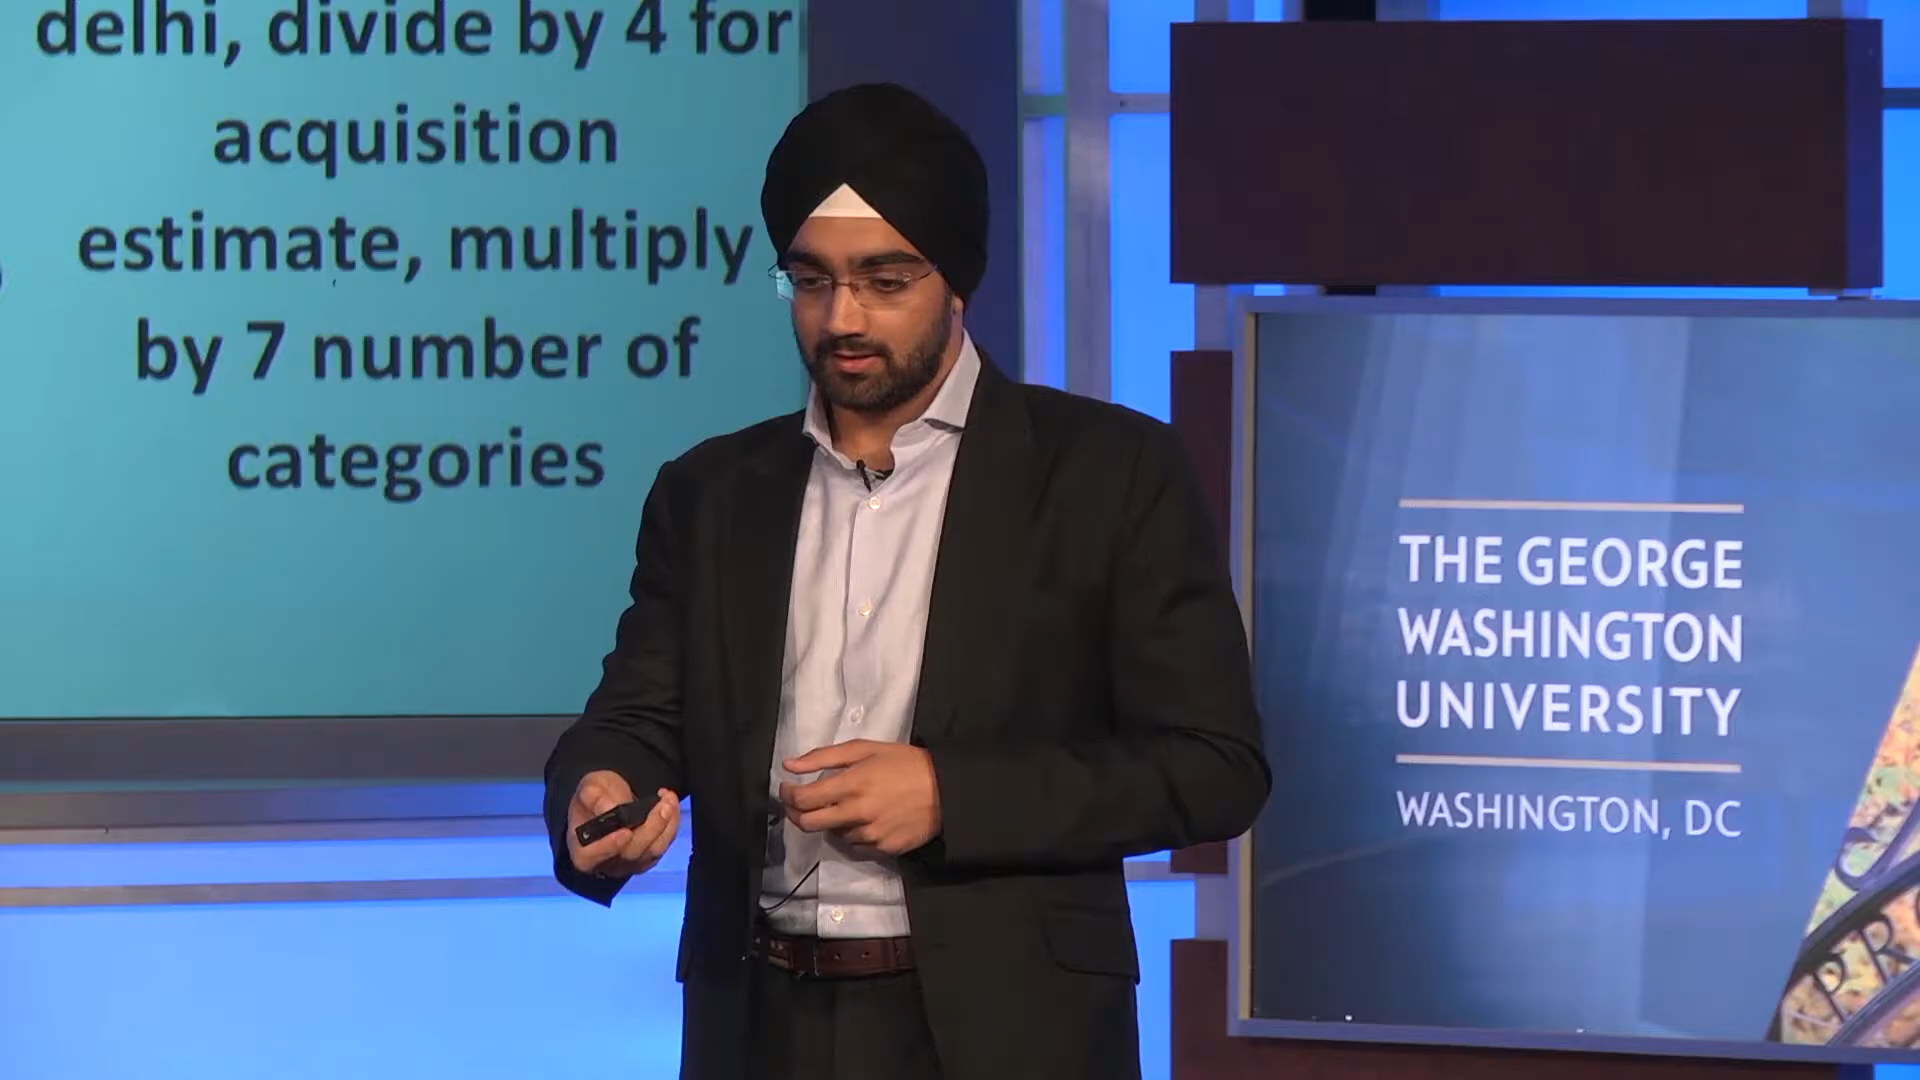 delhi, divide by 4 for
acquisition
estimate, multiply
by 7 number of
categories
THE GEORGE
WASHINGTON
UNIVERSITY
WASHINGTON, DC
PR